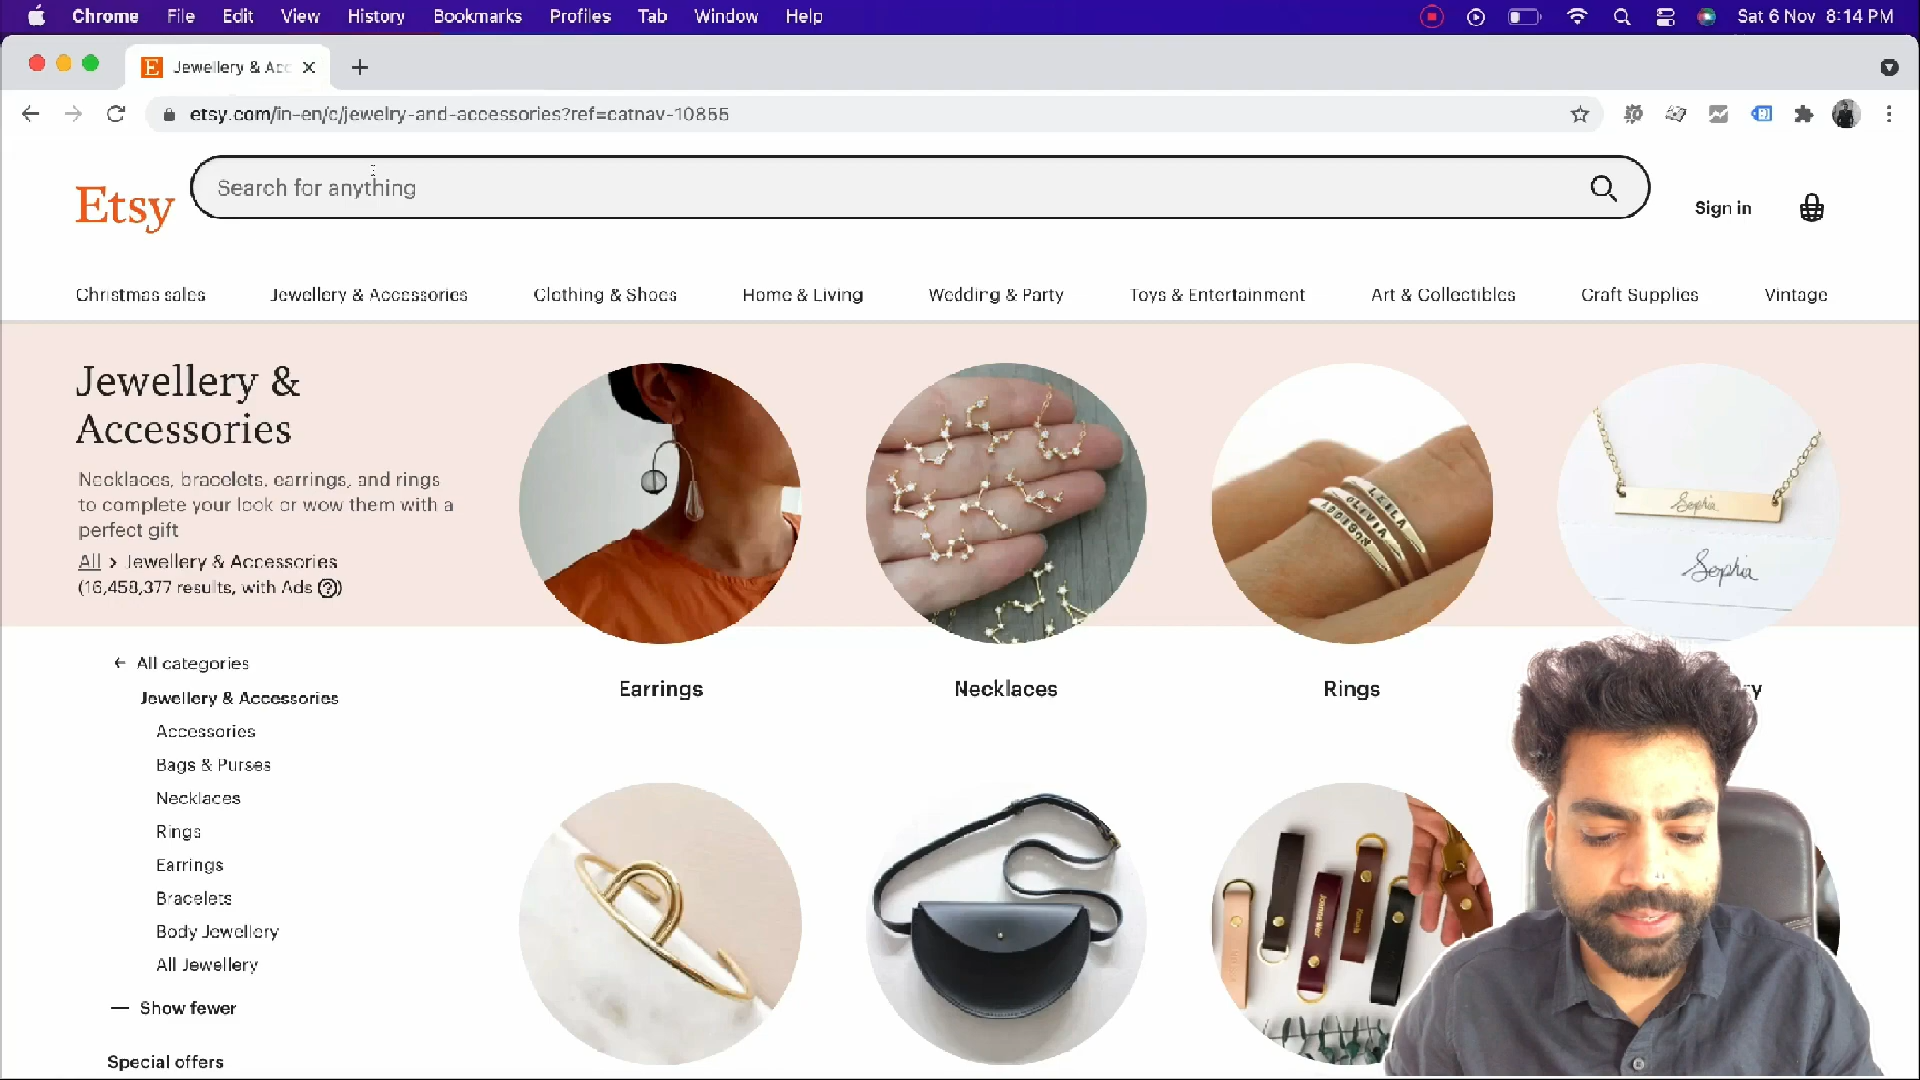 Chrome File Edit View History Bookmarks Profiles Tab Window Help Sat 6 Nov 8:14 PM
Jewellery & Acc
etsy.com/in-en/c/jewelry-and-accessories?ref=catnav-10855
Etsy
Search for anything
Sign in
Christmas sales Jewellery & Accessories Clothing & Shoes Home & Living Wedding & Party Toys & Entertainment Art & Collectibles Craft Supplies Vintage
Jewellery &
Accessories
Necklaces, bracelets, earrings, and rings
to complete your look or wow them with a
perfect gift
All > Jewellery & Accessories
(16,458,377 results, with Ads ?)
LEELA
OLIVIA
ADDISON
Sophia
Sophia
Earrings Necklaces Rings ry
← All categories
Jewellery & Accessories
Accessories
Bags & Purses
Necklaces
Rings
Earrings
Bracelets
Body Jewellery
All Jewellery
— Show fewer
Special offers